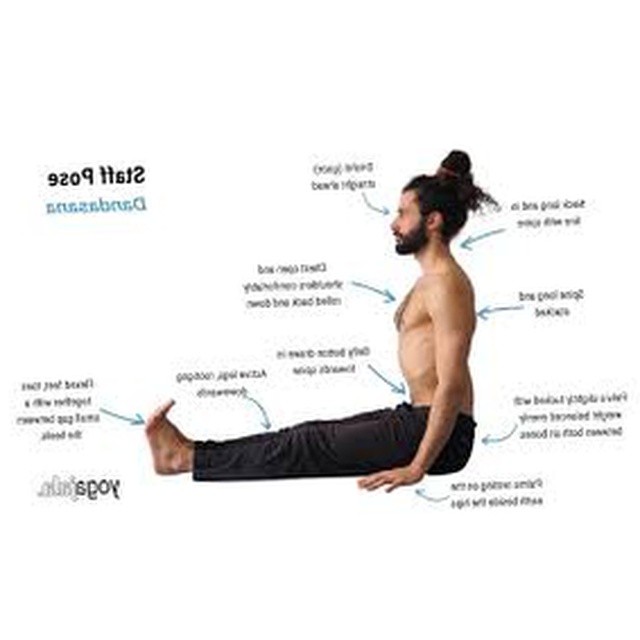 Staff Pose
Dandasana
Drishti (gaze)
straight ahead
Neck long and in
line with spine
Chest open and
shoulders comfortably
rolled back and down
Spine long and
stacked
Belly button drawn in
towards spine
Active legs, rooting
downwards
Flexed feet, toes
together with a
small gap between
the heels.
Pelvis slightly tucked with
weight balanced evenly
between both sit bones
Palms resting on the
earth beside the hips
yoga